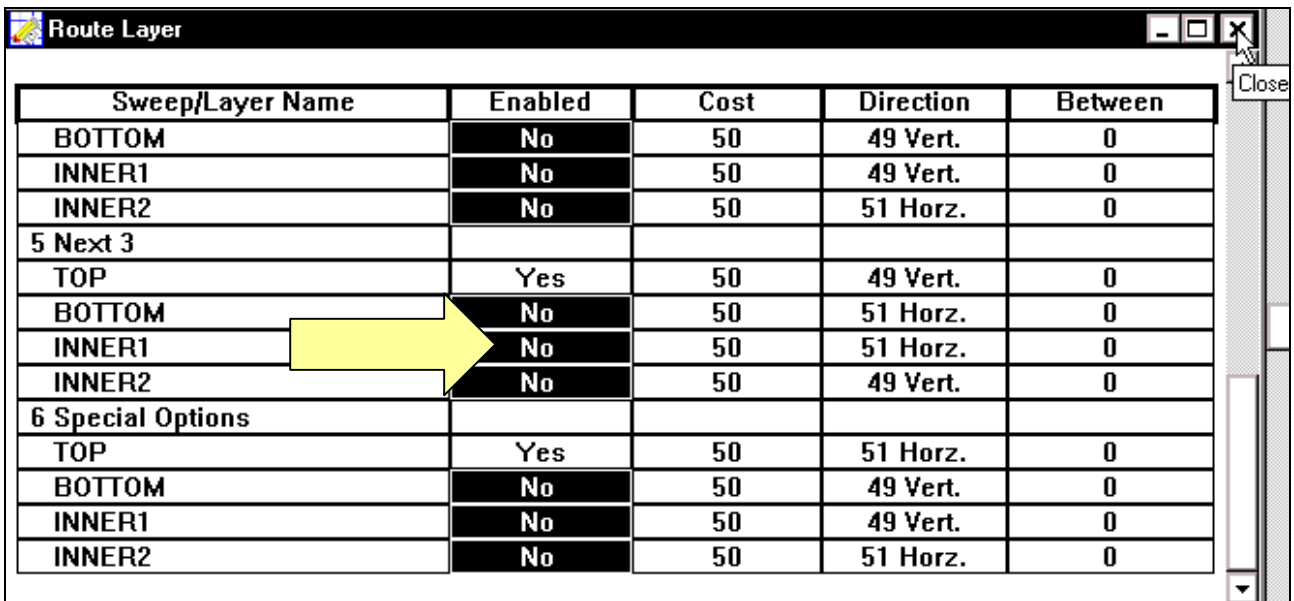 Route Layer
Close
Sweep/Layer Name Enabled Cost Direction Between
BOTTOM No 50 49 Vert. 0
INNER1 No 50 49 Vert. 0
INNER2 No 50 51 Horz. 0
5 Next 3
TOP Yes 50 49 Vert. 0
BOTTOM No 50 51 Horz. 0
INNER1 No 50 51 Horz. 0
INNER2 No 50 49 Vert. 0
6 Special Options
TOP Yes 50 51 Horz. 0
BOTTOM No 50 49 Vert. 0
INNER1 No 50 49 Vert. 0
INNER2 No 50 51 Horz. 0